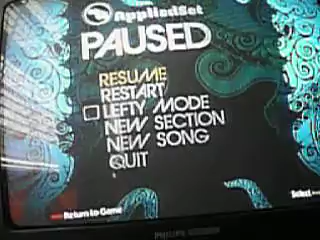 AppliedSet
PAUSED
RESUME
RESTART
LEFTY MODE
NEW SECTION
NEW SONG
QUIT
Select
Return to Game
PHILIPS